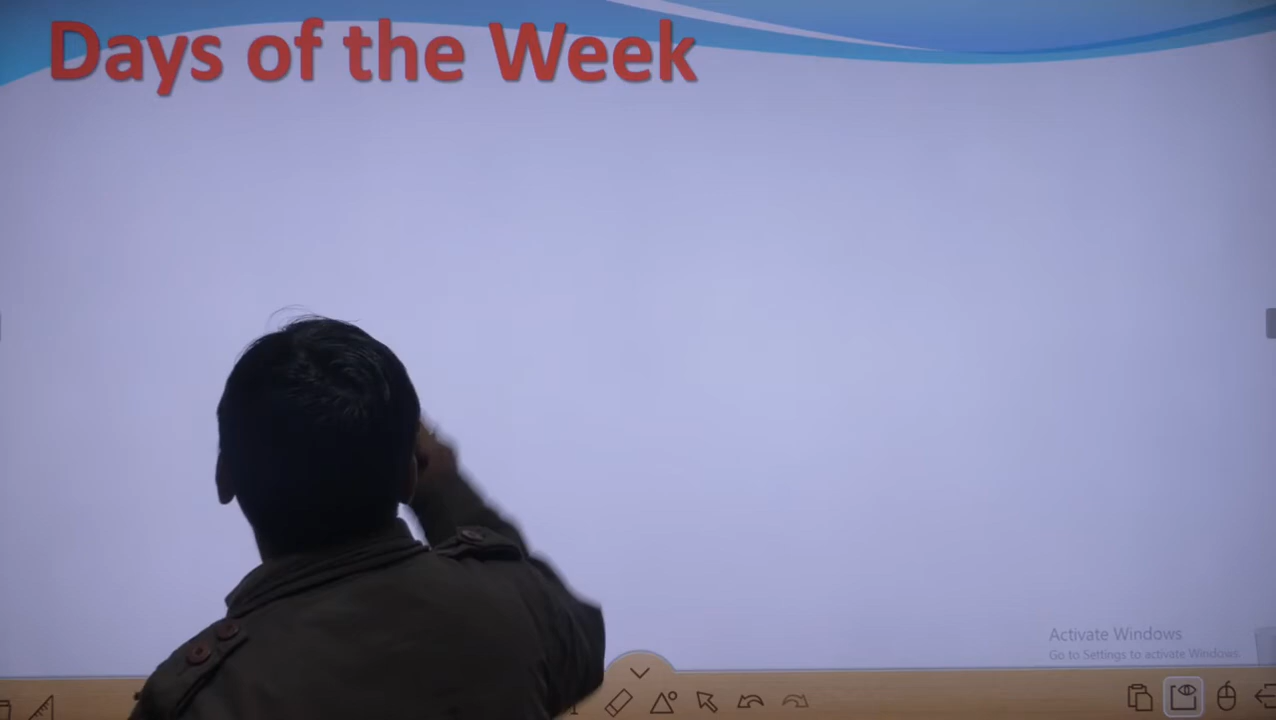 Days of the Week
Activate Windows
Go to Settings to activate Windows.